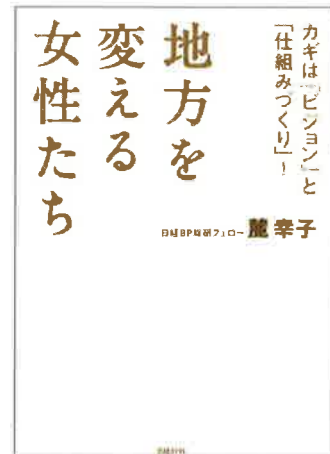 カギは「ビジョン」と
「仕組みづくり」!
地方を
変える
女性たち
日経BP総研フェロー 麓 幸子